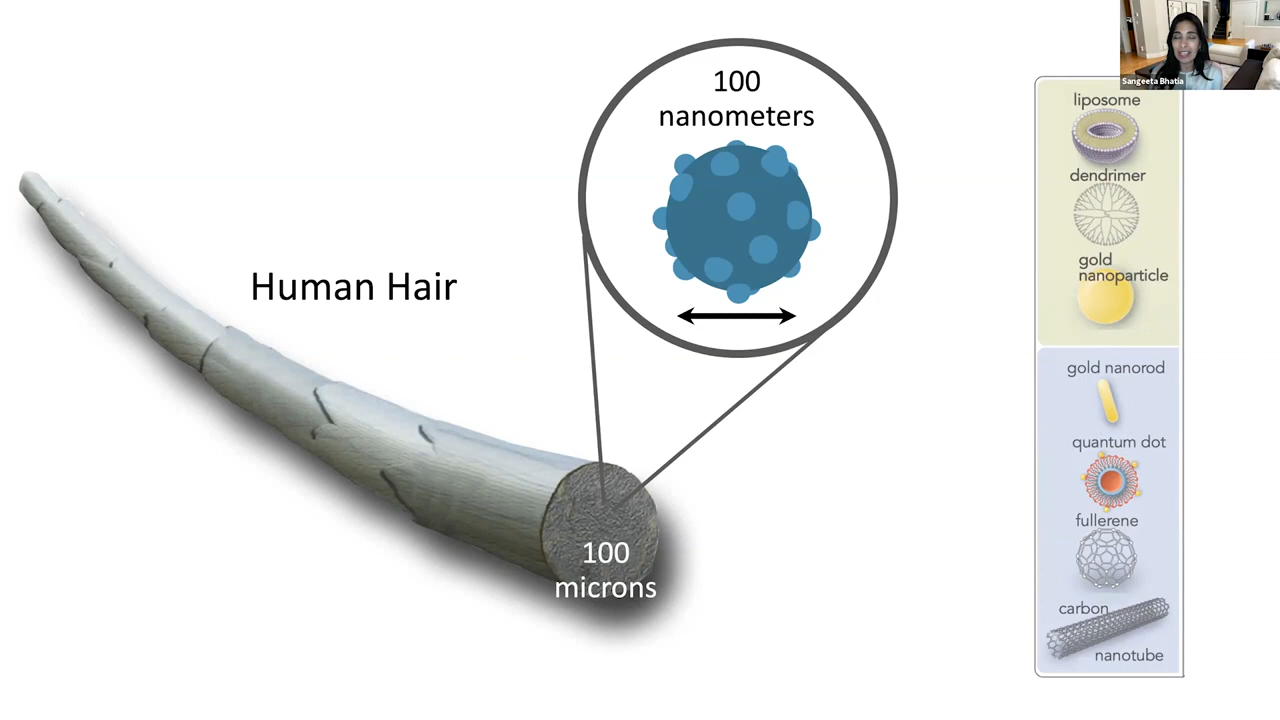 100
nanometers
Human Hair
100
microns
Sangeeta Bhatia
liposome
dendrimer
gold
nanoparticle
gold nanorod
quantum dot
fullerene
carbon
nanotube